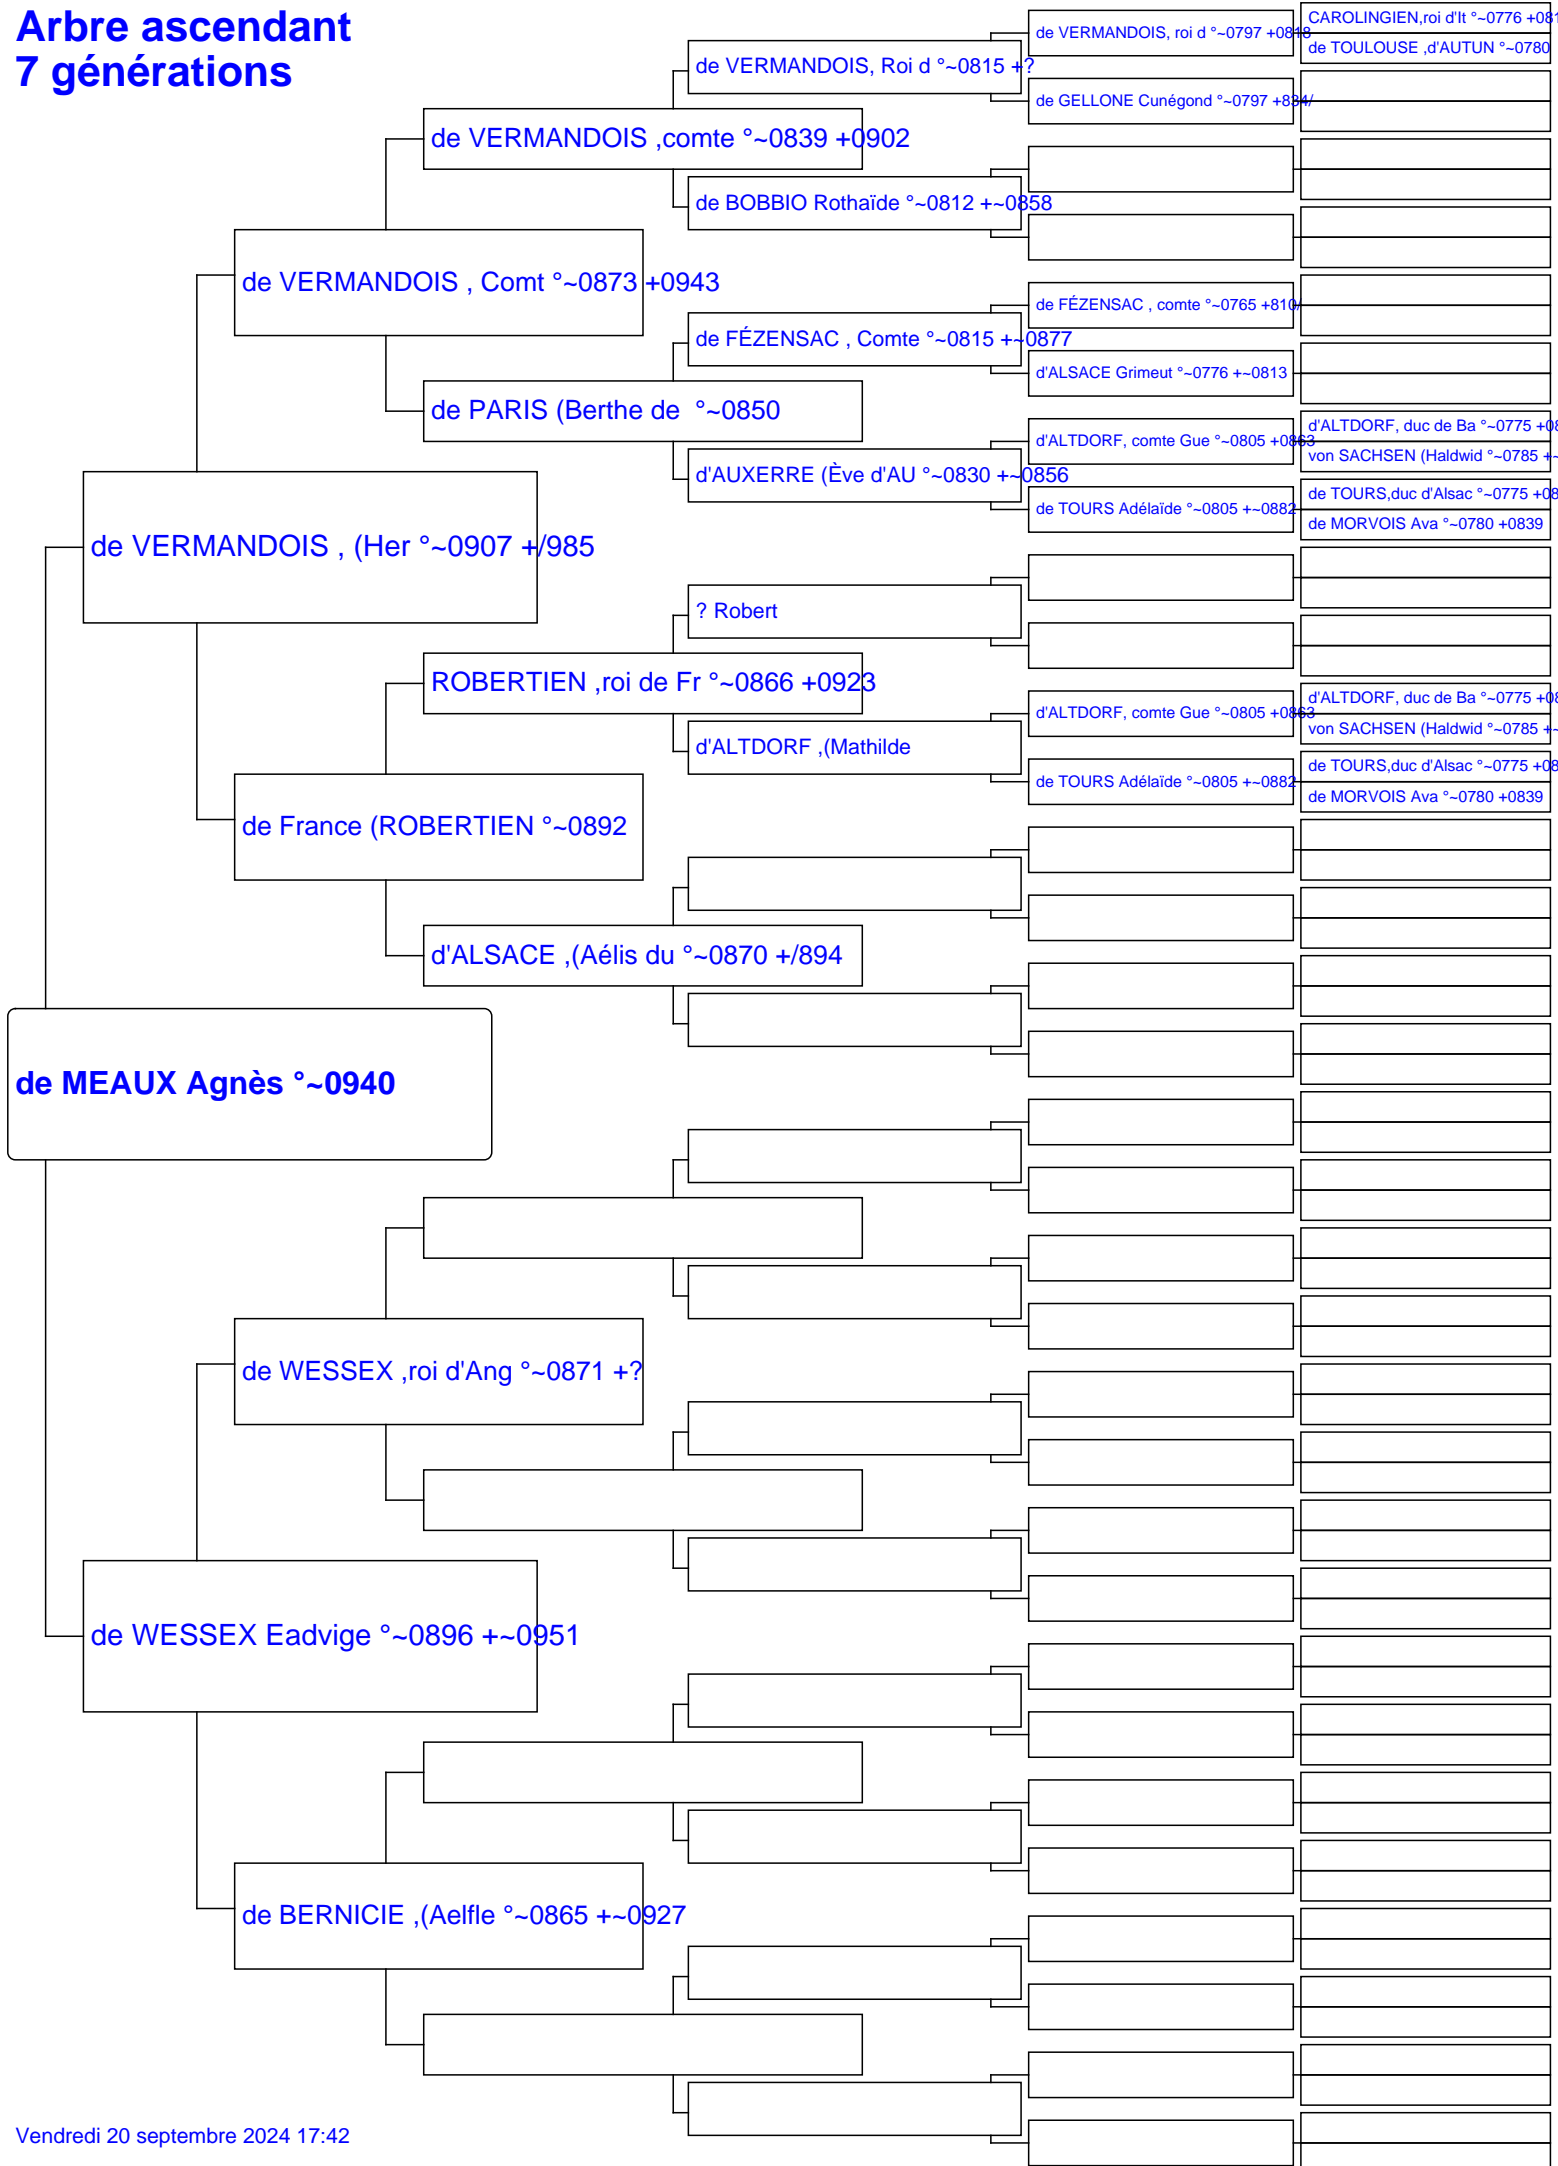 Arbre ascendant
7 générations
CAROLINGIEN,roi d'It °~0776 +081
de VERMANDOIS, roi d °~0797 +0818
de TOULOUSE ,d'AUTUN °~0780
de VERMANDOIS, Roi d °~0815 +?
de GELLONE Cunégond °~0797 +834/
de VERMANDOIS ,comte °~0839 +0902
de BOBBIO Rothaïde °~0812 +~0858
de VERMANDOIS , Comt °~0873 +0943
de FÉZENSAC , comte °~0765 +810/
de FÉZENSAC , Comte °~0815 +~0877
d'ALSACE Grimeut °~0776 +~0813
de PARIS (Berthe de  °~0850
d'ALTDORF, duc de Ba °~0775 +08
d'ALTDORF, comte Gue °~0805 +0863
von SACHSEN (Haldwid °~0785 +~
d'AUXERRE (Ève d'AU °~0830 +~0856
de TOURS,duc d'Alsac °~0775 +08
de TOURS Adélaïde °~0805 +~0882
de MORVOIS Ava °~0780 +0839
de VERMANDOIS , (Her °~0907 +/985
? Robert
ROBERTIEN ,roi de Fr °~0866 +0923
d'ALTDORF, duc de Ba °~0775 +08
d'ALTDORF, comte Gue °~0805 +0863
von SACHSEN (Haldwid °~0785 +~
d'ALTDORF ,(Mathilde
de TOURS,duc d'Alsac °~0775 +08
de TOURS Adélaïde °~0805 +~0882
de MORVOIS Ava °~0780 +0839
de France (ROBERTIEN °~0892
d'ALSACE ,(Aélis du °~0870 +/894
de MEAUX Agnès °~0940
de WESSEX ,roi d'Ang °~0871 +?
de WESSEX Eadvige °~0896 +~0951
de BERNICIE ,(Aelfle °~0865 +~0927
Vendredi 20 septembre 2024 17:42